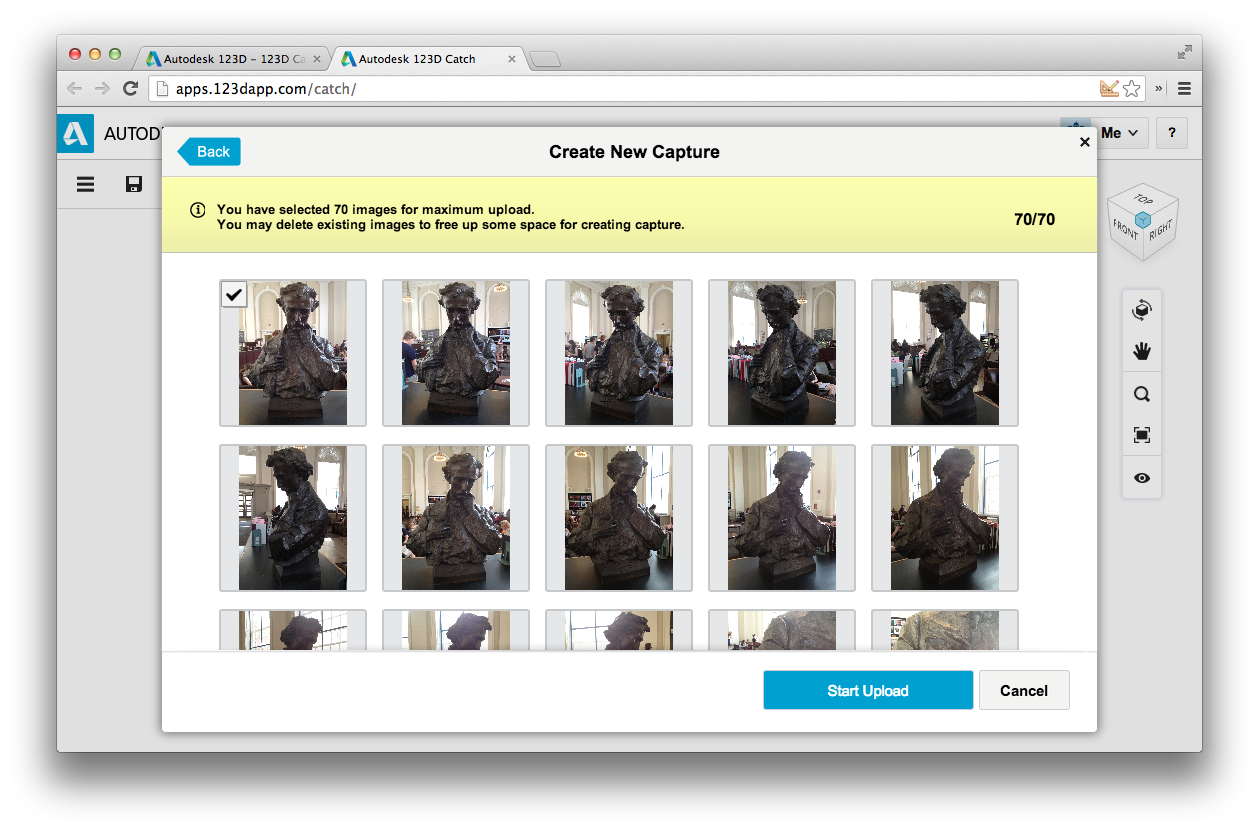 Autodesk 123D – 123D Ca
Autodesk 123D Catch
apps.123dapp.com/catch/
AUTOD
Me
?
Back
Create New Capture
You have selected 70 images for maximum upload.
You may delete existing images to free up some space for creating capture.
70/70
TOP
FRONT
RIGHT
Start Upload
Cancel